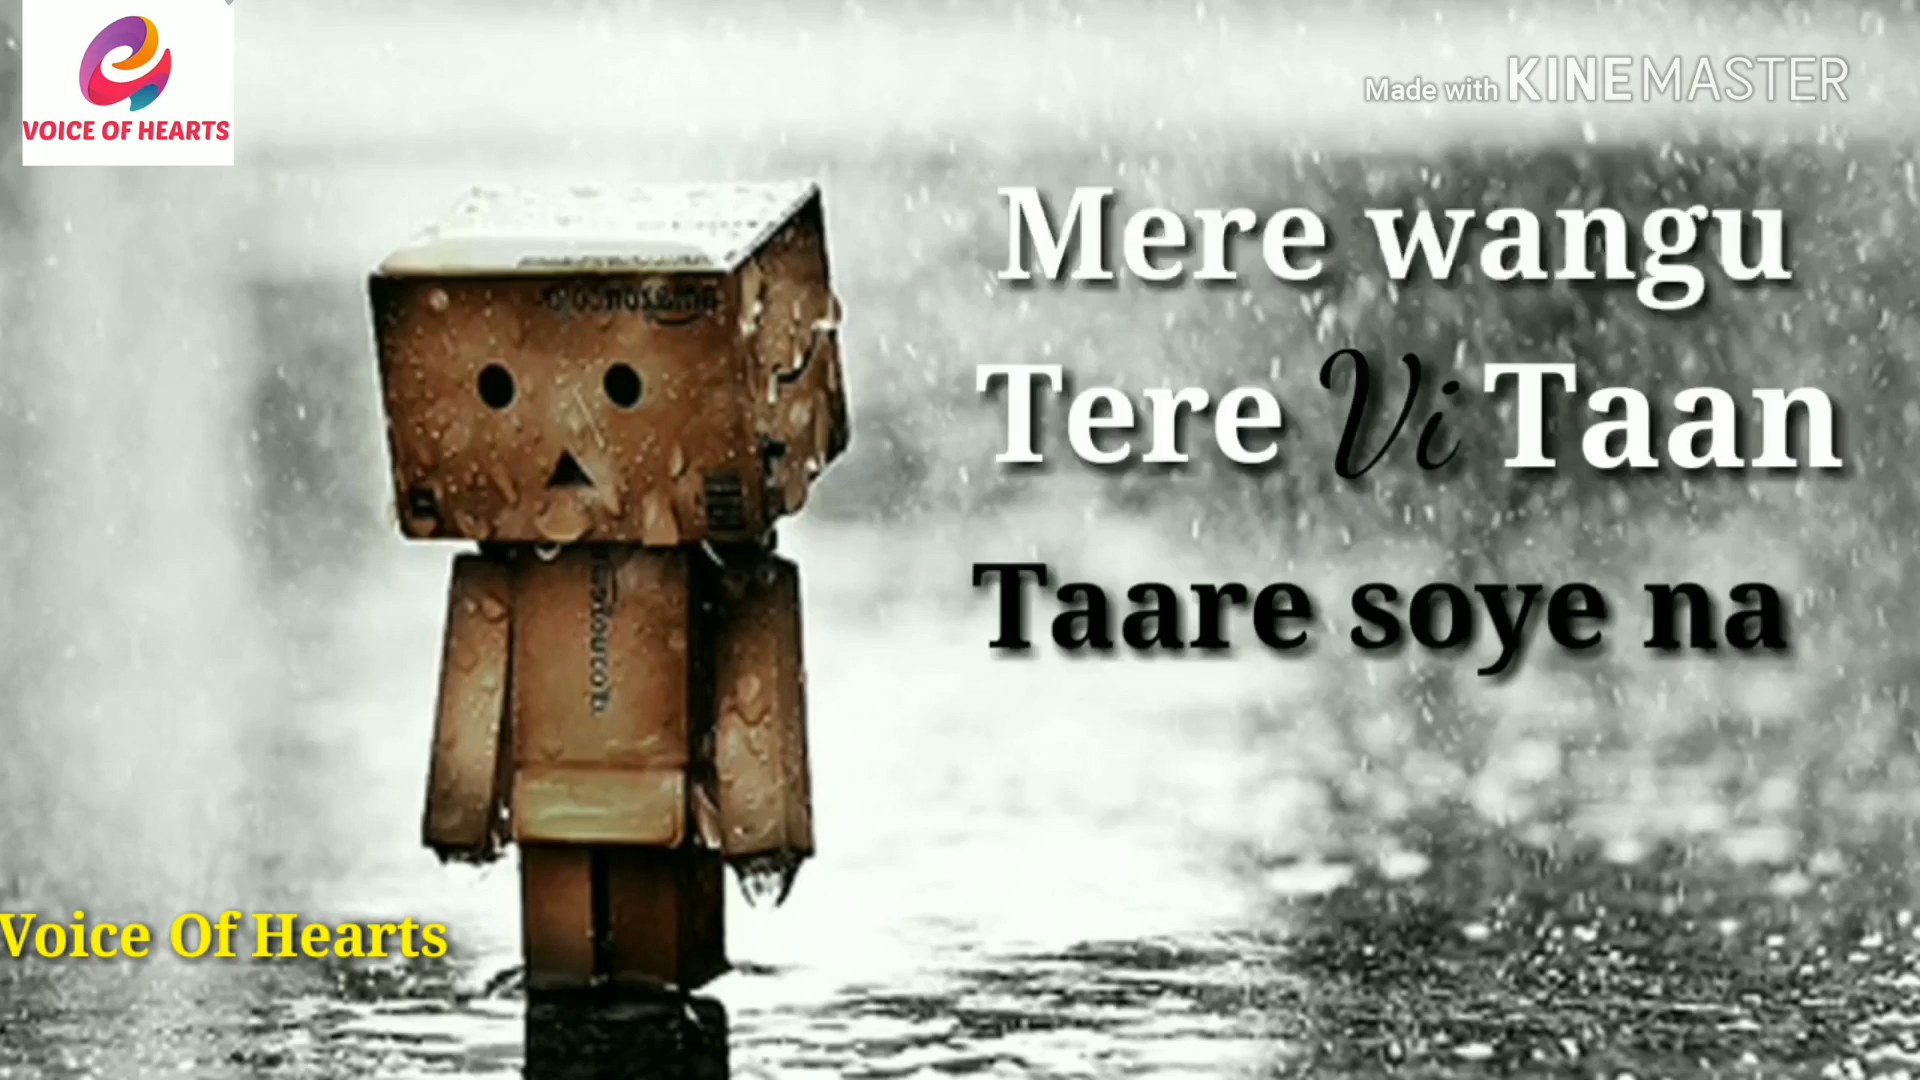 VOICE OF HEARTS
Made with KINEMASTER
Mere wangu
Tere Vi Taan
Taare soye na
Voice Of Hearts